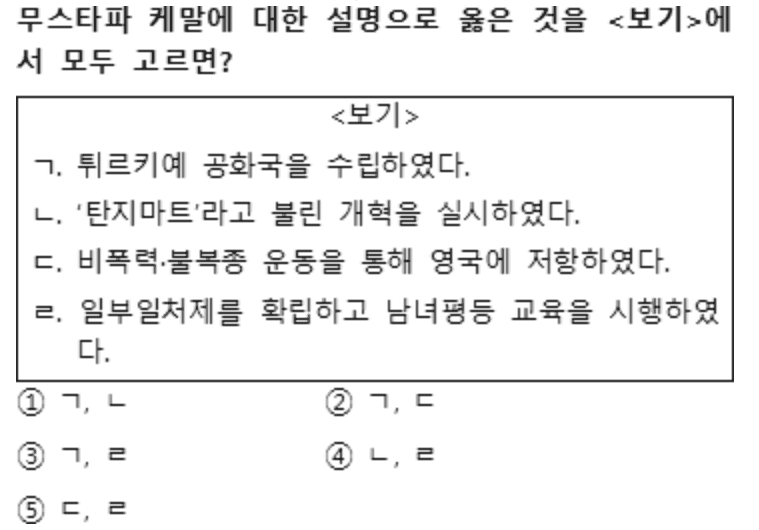 무스타파 케말에 대한 설명으로 옳은 것을 <보기>에
서 모두 고르면?
<보기>
ㄱ. 튀르키예 공화국을 수립하였다.
ㄴ. '탄지마트'라고 불린 개혁을 실시하였다.
ㄷ. 비폭력·불복종 운동을 통해 영국에 저항하였다.
ㄹ. 일부일처제를 확립하고 남녀평등 교육을 시행하였
다.
① ㄱ, ㄴ ② ㄱ, ㄷ
③ ㄱ, ㄹ ④ ㄴ, ㄹ
⑤ ㄷ, ㄹ